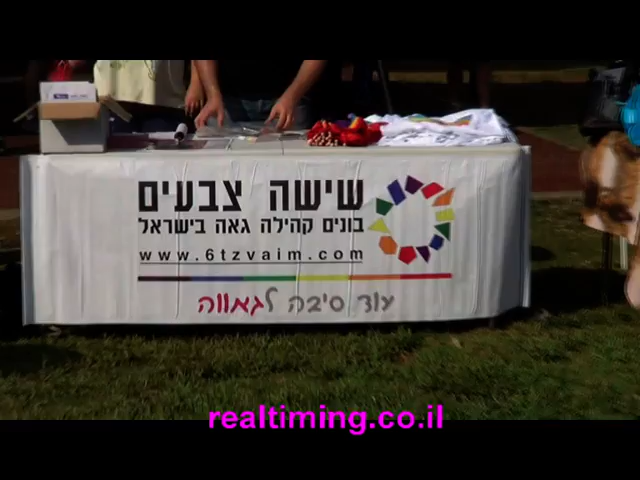 שישה צבעים
בונים קהילה גאה בישראל
www.6tzvaim.com
עוד סיבה לגאווה
realtiming.co.il